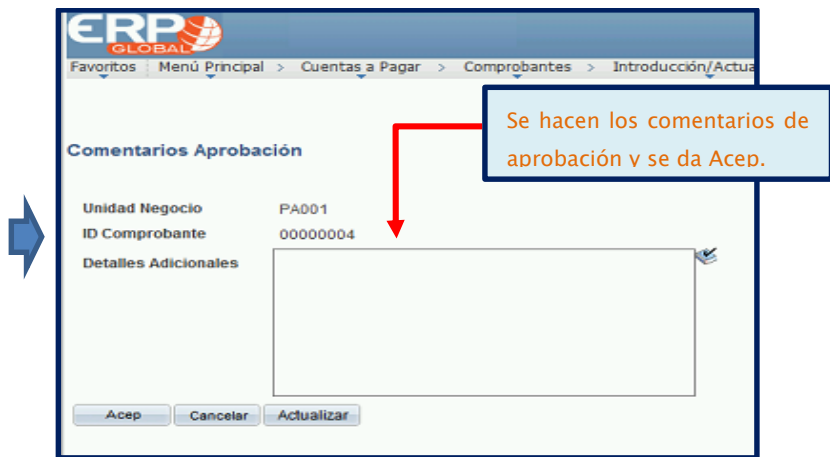 ERP
GLOBAL
Favoritos Menú Principal > Cuentas a Pagar > Comprobantes > Introducción/Actua
Se hacen los comentarios de
aprobación y se da Acep.
Comentarios Aprobación
Unidad Negocio PA001
ID Comprobante 00000004
Detalles Adicionales
Acep Cancelar Actualizar